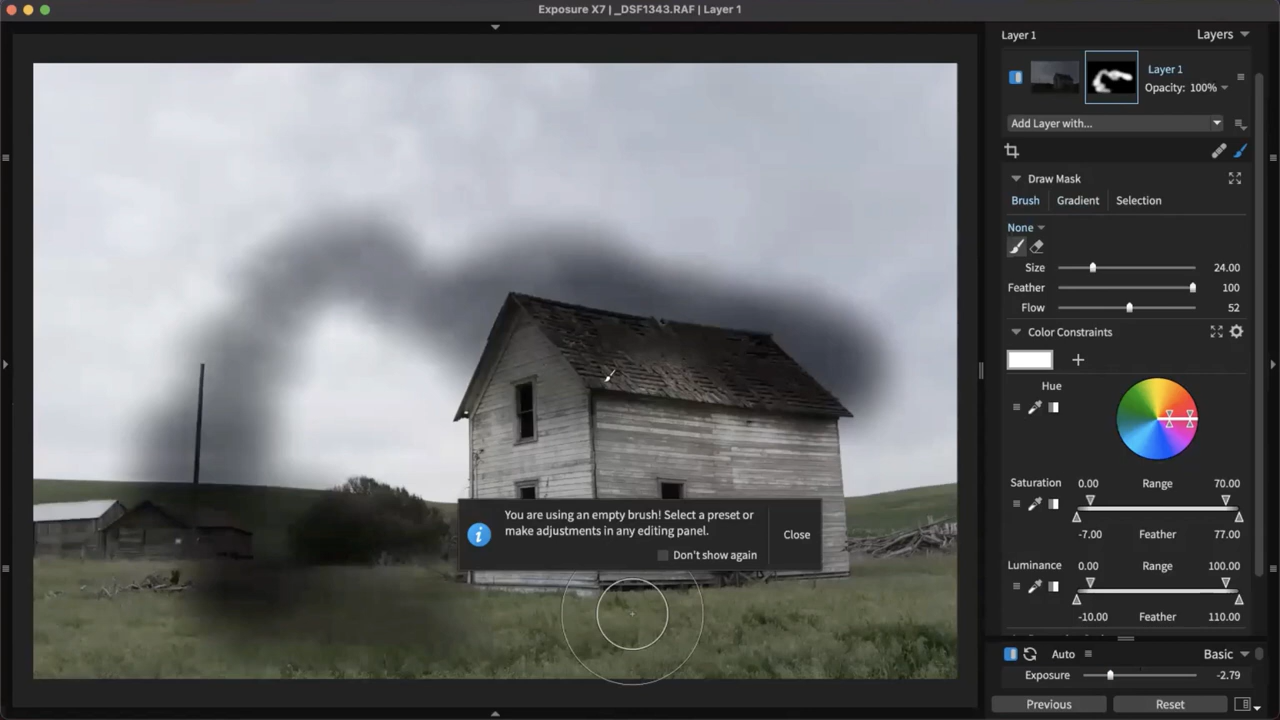 Exposure X7 | _DSF1343.RAF | Layer 1
Layer 1 Layers
Layer 1
Opacity: 100%
Add Layer with...
Draw Mask
Brush Gradient Selection
None
Size 24.00
Feather 100
Flow 52
Color Constraints
Hue
Saturation 0.00 Range 70.00
-7.00 Feather 77.00
Luminance 0.00 Range 100.00
-10.00 Feather 110.00
Auto Basic
Exposure -2.79
Previous Reset
You are using an empty brush! Select a preset or
make adjustments in any editing panel.
Don't show again
Close